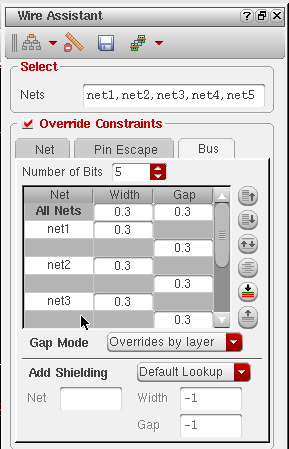 Wire Assistant
Select
Nets net1,net2,net3,net4,net5
Override Constraints
Net Pin Escape Bus
Number of Bits 5
Net Width Gap
All Nets 0.3 0.3
net1 0.3
0.3
net2 0.3
0.3
net3 0.3
0.3
Gap Mode Overrides by layer
Add Shielding Default Lookup
Net Width -1
Gap -1